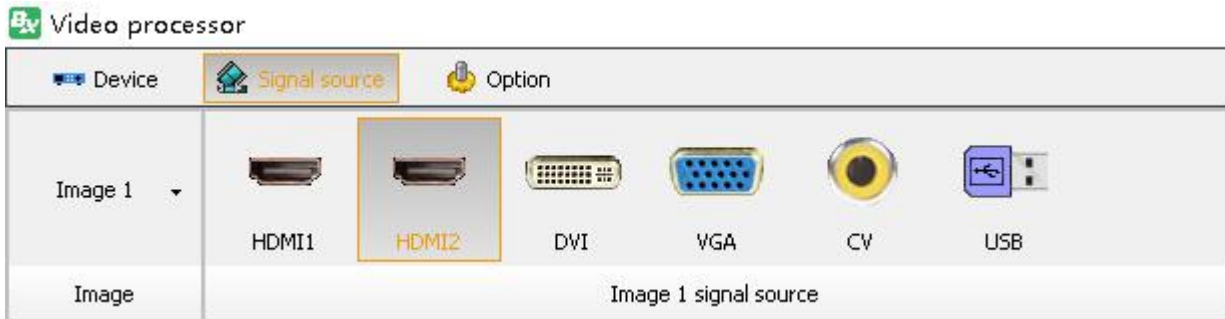 BX Video processor
Device Signal source Option
Image 1
HDMI1 HDMI2 DVI VGA CV USB
Image Image 1 signal source